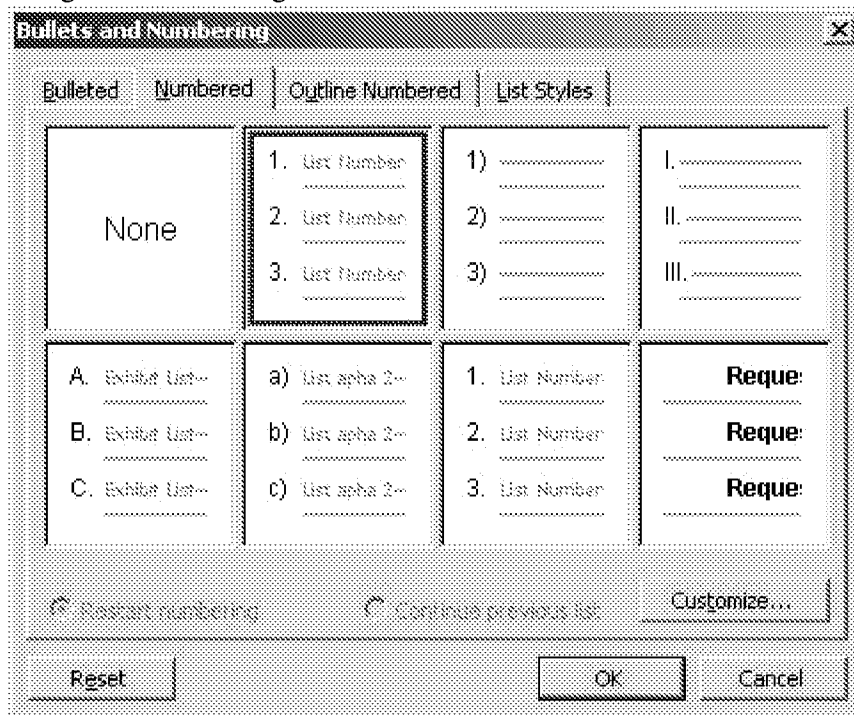 Bullets and Numbering
Bulleted Numbered Outline Numbered List Styles
None
1. List Number
2. List Number
3. List Number
1)
2)
3)
I.
II.
III.
A. Exhibit List
B. Exhibit List
C. Exhibit List
a) List apha 2
b) List apha 2
c) List apha 2
1. List Number
2. List Number
3. List Number
Reque
Reque
Reque
Restart numbering Continue previous list Customize...
Reset OK Cancel